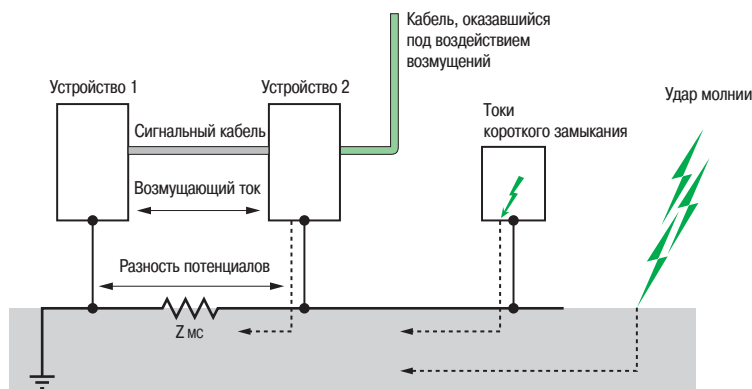 Кабель, оказавшийся
под воздействием
возмущений
Устройство 1
Устройство 2
Сигнальный кабель
Токи
короткого замыкания
Удар молнии
Возмущающий ток
Разность потенциалов
Z мс